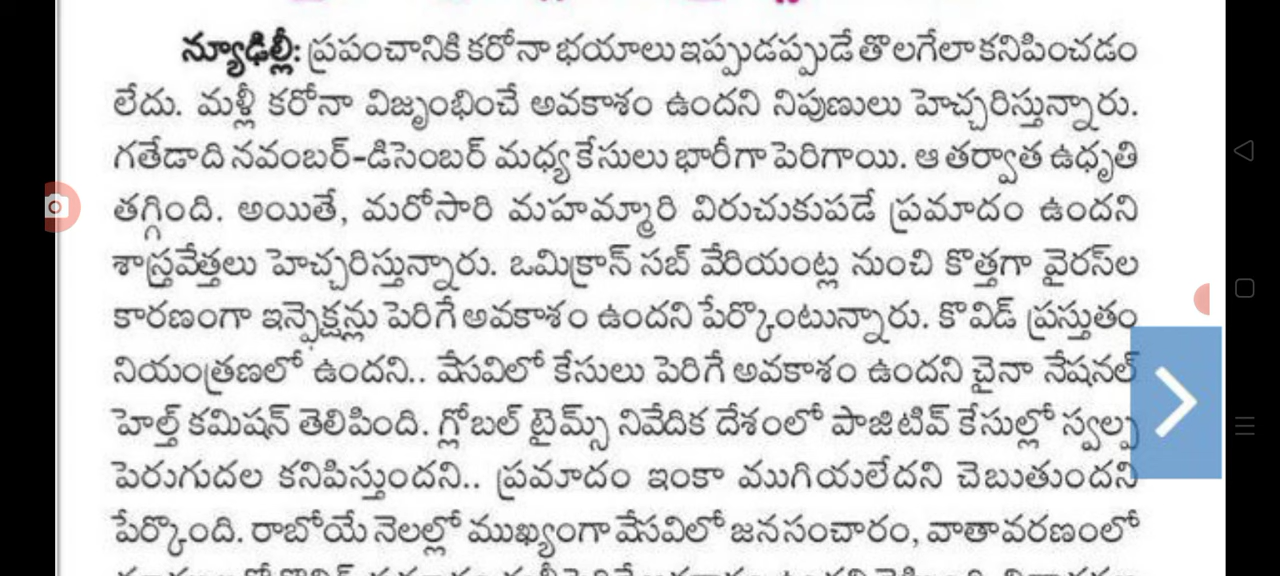 న్యూఢిల్లీ: ప్రపంచానికి కరోనా భయాలు ఇప్పుడప్పుడే తొలగేలా కనిపించడం
లేదు. మళ్లీ కరోనా విజృంభించే అవకాశం ఉందని నిపుణులు హెచ్చరిస్తున్నారు.
గతేడాది నవంబర్-డిసెంబర్ మధ్య కేసులు భారీగా పెరిగాయి. ఆ తర్వాత ఉధృతి
తగ్గింది. అయితే, మరోసారి మహమ్మారి విరుచుకుపడే ప్రమాదం ఉందని
శాస్త్రవేత్తలు హెచ్చరిస్తున్నారు. ఒమిక్రాన్ సబ్ వేరియంట్ల నుంచి కొత్తగా వైరస్‌ల
కారణంగా ఇన్ఫెక్షన్లు పెరిగే అవకాశం ఉందని పేర్కొంటున్నారు. కొవిడ్ ప్రస్తుతం
నియంత్రణలో ఉందని.. వేసవిలో కేసులు పెరిగే అవకాశం ఉందని చైనా నేషనల్
హెల్త్ కమిషన్ తెలిపింది. గ్లోబల్ టైమ్స్ నివేదిక దేశంలో పాజిటివ్ కేసుల్లో స్వల్ప
పెరుగుదల కనిపిస్తుందని.. ప్రమాదం ఇంకా ముగియలేదని చెబుతుందని
పేర్కొంది. రాబోయే నెలల్లో ముఖ్యంగా వేసవిలో జనసంచారం, వాతావరణంలో